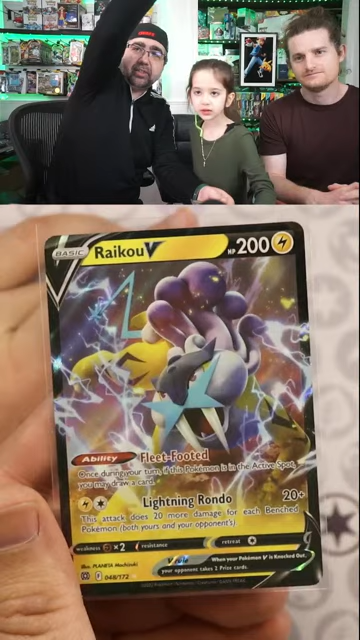 BASIC Raikou V HP 200
Ability Fleet-Footed
Once during your turn, if this Pokémon is in the Active Spot,
you may draw a card.
Lightning Rondo 20+
This attack does 20 more damage for each Benched
Pokémon (both yours and your opponent's).
weakness ×2 resistance retreat
Illus. PLANETA Mochizuki
V rule When your Pokémon V is Knocked Out,
your opponent takes 2 Prize cards.
F 048/172